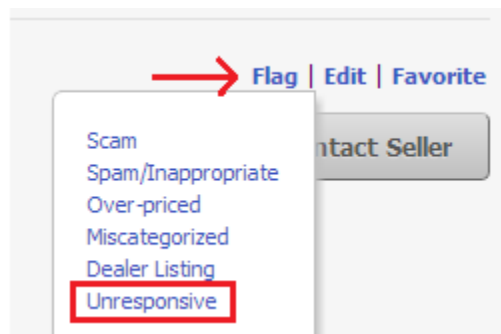 Flag | Edit | Favorite
Scam
ntact Seller
Spam/Inappropriate
Over-priced
Miscategorized
Dealer Listing
Unresponsive